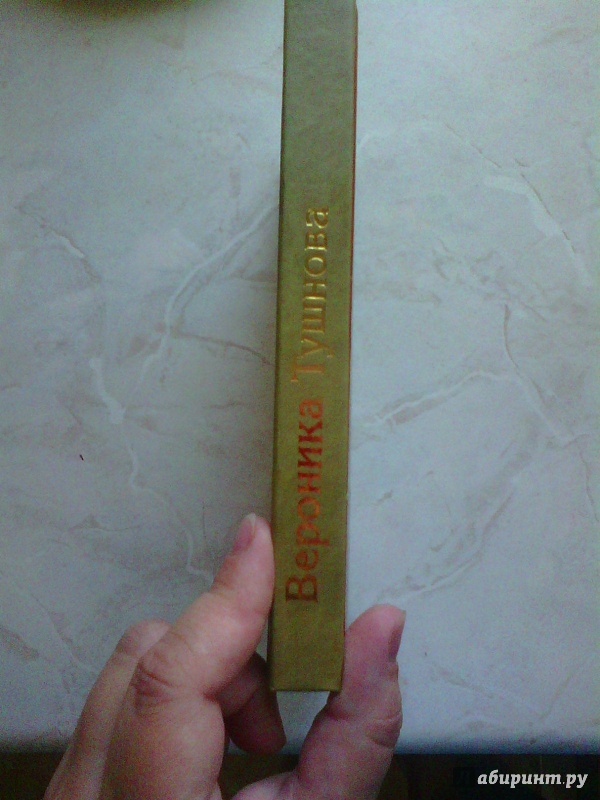 Вероника Тушнова
абиринт.ру